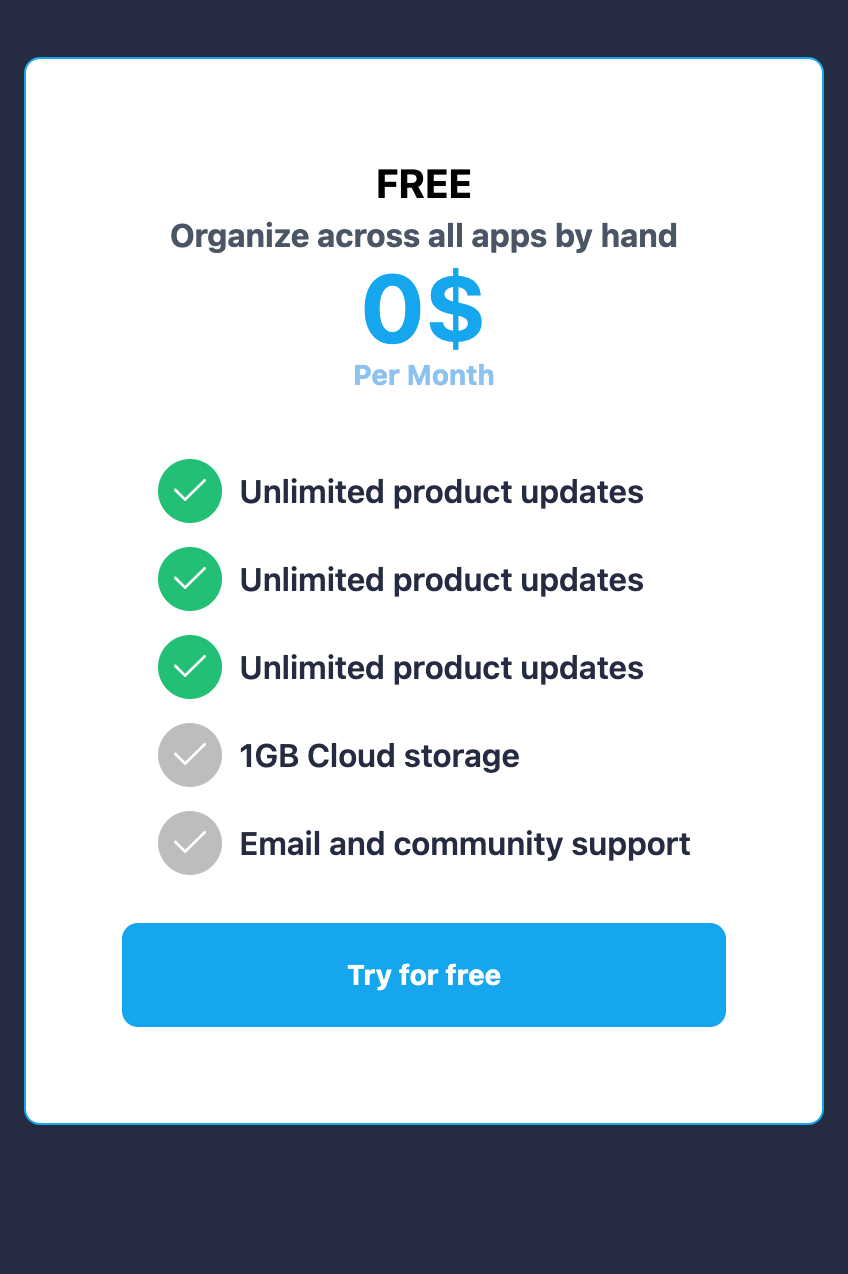 FREE
Organize across all apps by hand
0$
Per Month
Unlimited product updates
Unlimited product updates
Unlimited product updates
1GB Cloud storage
Email and community support
Try for free